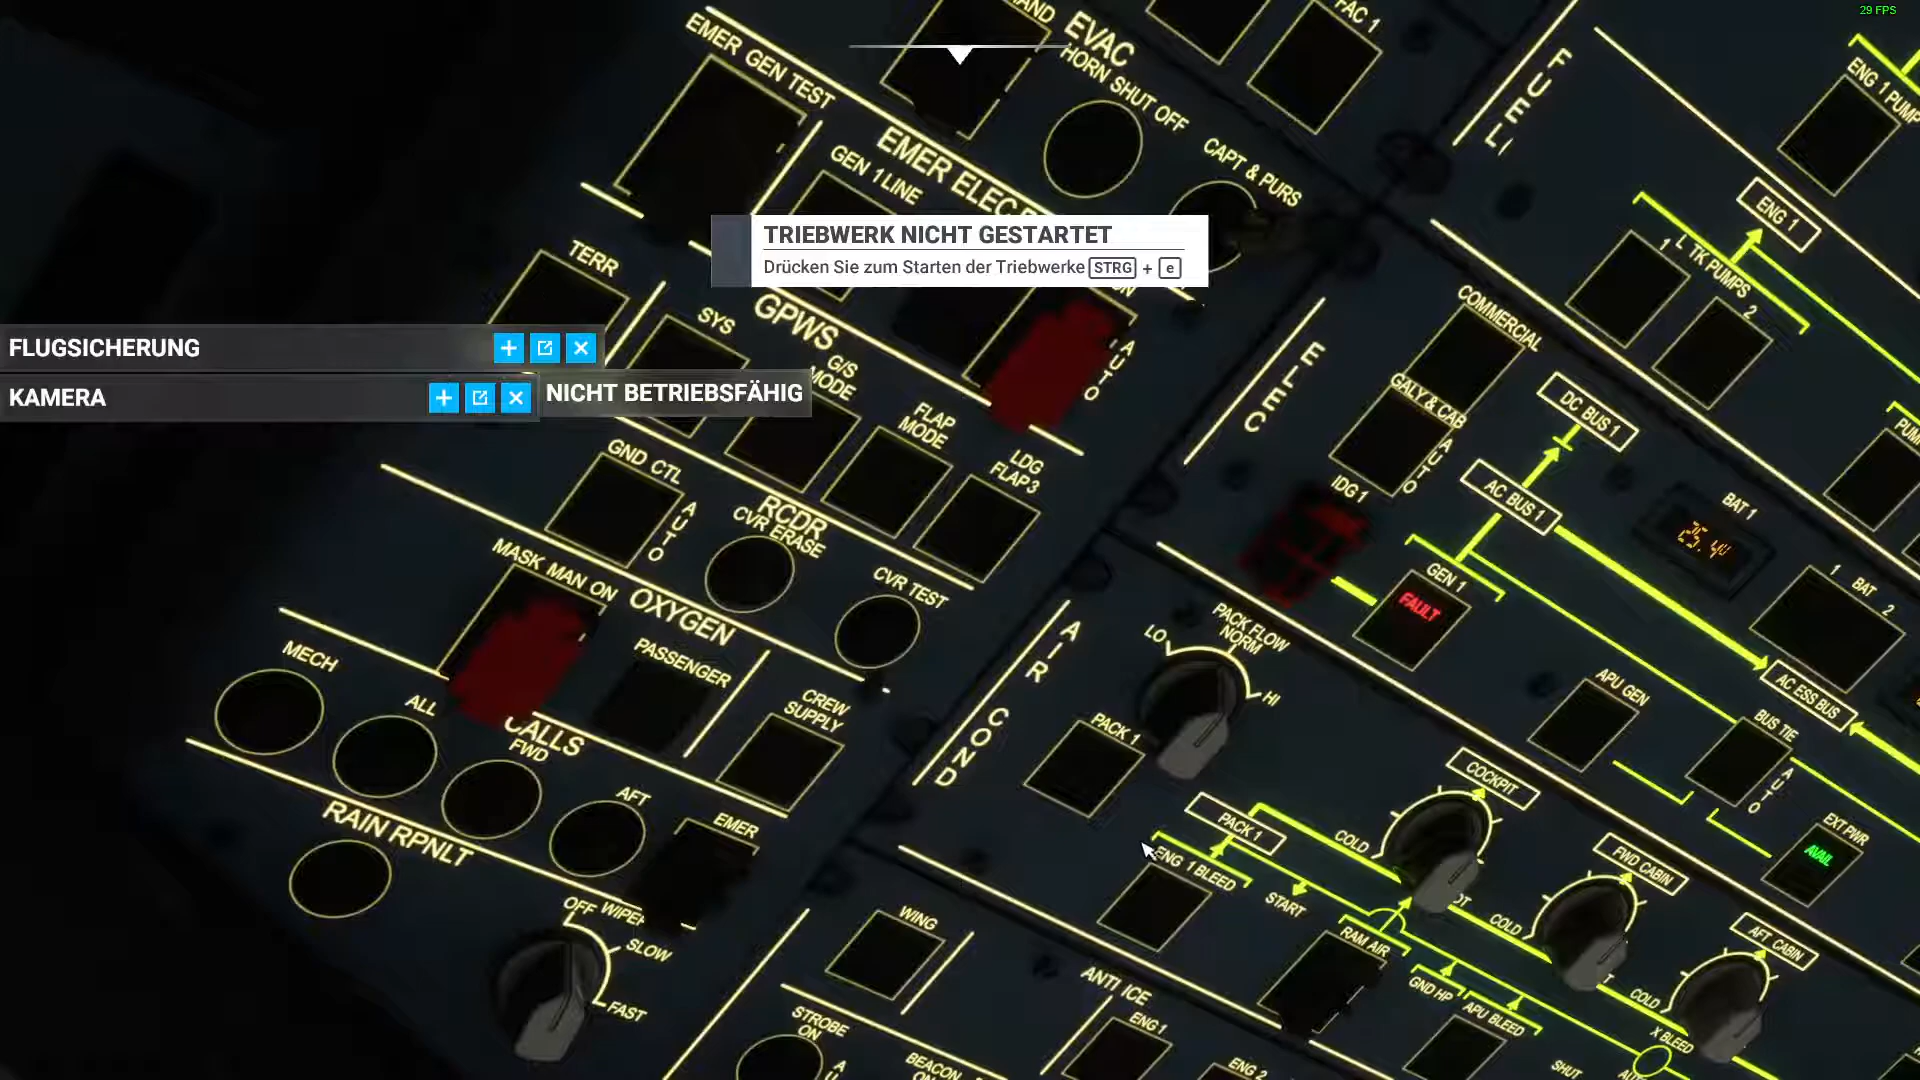 29 FPS
EMER GEN TEST
EVAC
HORN SHUT OFF
FAC 1
CAPT & PURS
EMER ELEC
GEN 1 LINE
FUEL
ENG 1 PUMP
ENG 1
L TK PUMPS
1
2
TRIEBWERK NICHT GESTARTET
Drücken Sie zum Starten der Triebwerke STRG + e
TERR
GPWS
SYS
G/S MODE
FLAP MODE
LDG FLAP 3
AUTO
FLUGSICHERUNG
KAMERA
NICHT BETRIEBSFÄHIG
ELEC
COMMERCIAL
GALY & CAB
AUTO
DC BUS 1
AC BUS 1
IDG 1
GEN 1
FAULT
BAT 1
25.4V
1 BAT 2
AC ESS BUS
APU GEN
BUS TIE
AUTO
EXT PWR
AVAIL
GND CTL
AUTO
RCDR
CVR ERASE
CVR TEST
MASK MAN ON
OXYGEN
PASSENGER
CREW SUPPLY
MECH
ALL
CALLS
FWD
AFT
EMER
RAIN RPNLT
OFF WIPER
SLOW
FAST
AIR COND
LO
PACK FLOW
NORM
HI
PACK 1
PACK 1
ENG 1 BLEED
START
RAM AIR
COCKPIT
COLD
FWD CABIN
COLD
AFT CABIN
COLD
GND HP
APU BLEED
X BLEED
SHUT
WING
ANTI ICE
ENG 1
ENG 2
STROBE
ON
BEACON